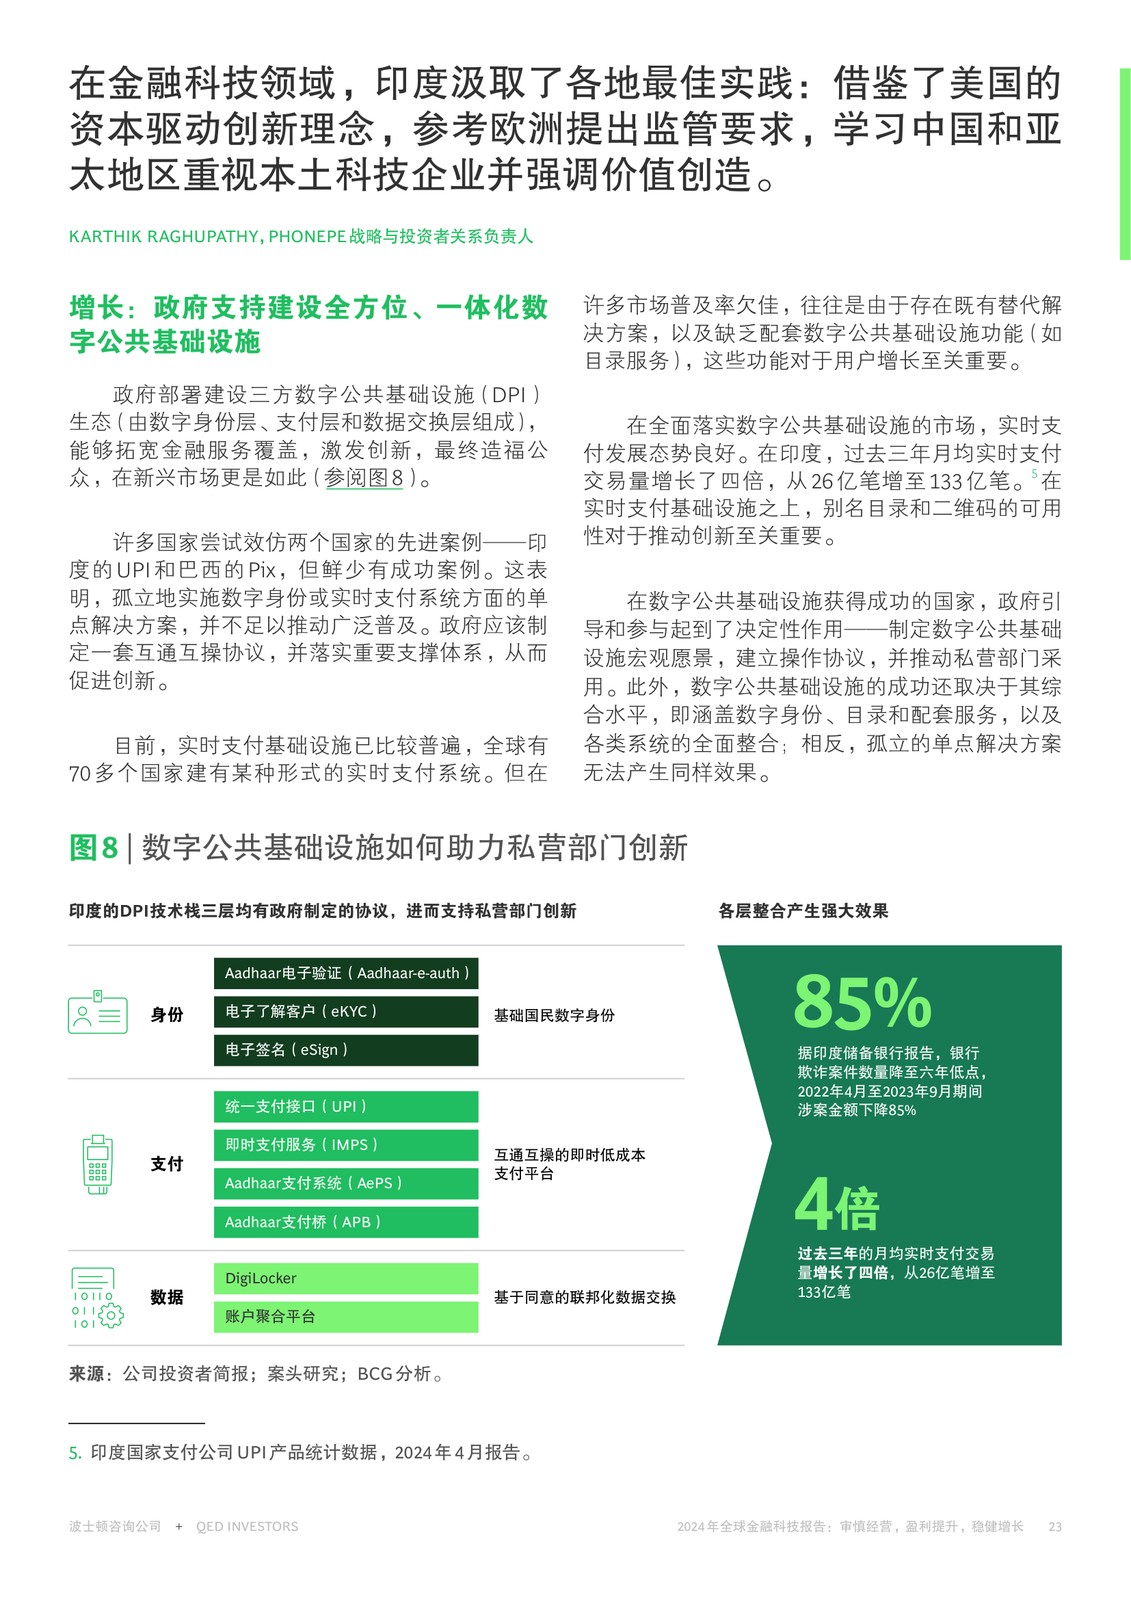 在金融科技领域，印度汲取了各地最佳实践：借鉴了美国的
资本驱动创新理念，参考欧洲提出监管要求，学习中国和亚
太地区重视本土科技企业并强调价值创造。
KARTHIK RAGHUPATHY, PHONEPE战略与投资者关系负责人
增长：政府支持建设全方位、一体化数
字公共基础设施
政府部署建设三方数字公共基础设施（DPI）
生态（由数字身份层、支付层和数据交换层组成），
能够拓宽金融服务覆盖，激发创新，最终造福公
众，在新兴市场更是如此（参阅图8）。
许多国家尝试效仿两个国家的先进案例——印
度的UPI和巴西的Pix，但鲜少有成功案例。这表
明，孤立地实施数字身份或实时支付系统方面的单
点解决方案，并不足以推动广泛普及。政府应该制
定一套互通互操协议，并落实重要支撑体系，从而
促进创新。
目前，实时支付基础设施已比较普遍，全球有
70多个国家建有某种形式的实时支付系统。但在
许多市场普及率欠佳，往往是由于存在既有替代解
决方案，以及缺乏配套数字公共基础设施功能（如
目录服务），这些功能对于用户增长至关重要。
在全面落实数字公共基础设施的市场，实时支
付发展态势良好。在印度，过去三年月均实时支付
交易量增长了四倍，从26亿笔增至133亿笔。5在
实时支付基础设施之上，别名目录和二维码的可用
性对于推动创新至关重要。
在数字公共基础设施获得成功的国家，政府引
导和参与起到了决定性作用——制定数字公共基础
设施宏观愿景，建立操作协议，并推动私营部门采
用。此外，数字公共基础设施的成功还取决于其综
合水平，即涵盖数字身份、目录和配套服务，以及
各类系统的全面整合；相反，孤立的单点解决方案
无法产生同样效果。
图8 | 数字公共基础设施如何助力私营部门创新
印度的DPI技术栈三层均有政府制定的协议，进而支持私营部门创新
身份
Aadhaar电子验证（Aadhaar-e-auth）
电子了解客户（eKYC）
电子签名（eSign）
基础国民数字身份
支付
统一支付接口（UPI）
即时支付服务（IMPS）
Aadhaar支付系统（AePS）
Aadhaar支付桥（APB）
互通互操的即时低成本
支付平台
数据
DigiLocker
账户聚合平台
基于同意的联邦化数据交换
各层整合产生强大效果
85%
据印度储备银行报告，银行
欺诈案件数量降至六年低点，
2022年4月至2023年9月期间
涉案金额下降85%
4倍
过去三年的月均实时支付交易
量增长了四倍，从26亿笔增至
133亿笔
来源：公司投资者简报；案头研究；BCG分析。
5. 印度国家支付公司UPI产品统计数据，2024年4月报告。
波士顿咨询公司 + QED INVESTORS
2024年全球金融科技报告：审慎经营，盈利提升，稳健增长 23